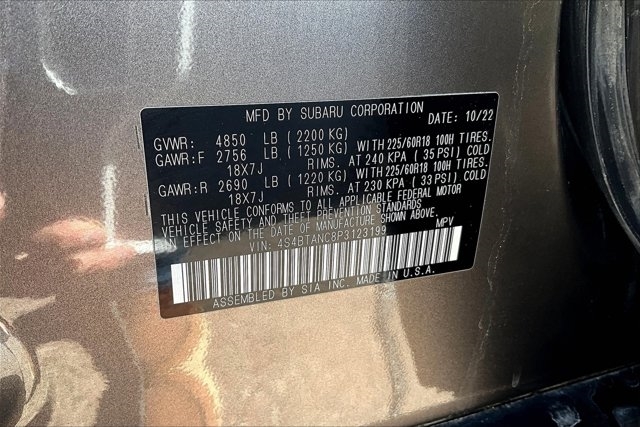 MFD BY SUBARU CORPORATION DATE: 10/22
GVWR: 4850 LB (2200 KG)
GAWR:F 2756 LB (1250 KG) WITH 225/60R18 100H TIRES.
18X7J RIMS. AT 240 KPA (35 PSI) COLD
GAWR:R 2690 LB (1220 KG) WITH 225/60R18 100H TIRES.
18X7J RIMS. AT 230 KPA (33 PSI) COLD
THIS VEHICLE CONFORMS TO ALL APPLICABLE FEDERAL MOTOR
VEHICLE SAFETY AND THEFT PREVENTION STANDARDS
IN EFFECT ON THE DATE OF MANUFACTURE SHOWN ABOVE.
VIN: 4S4BTANC8P3123199 MPV
ASSEMBLED BY SIA INC. MADE IN U.S.A.